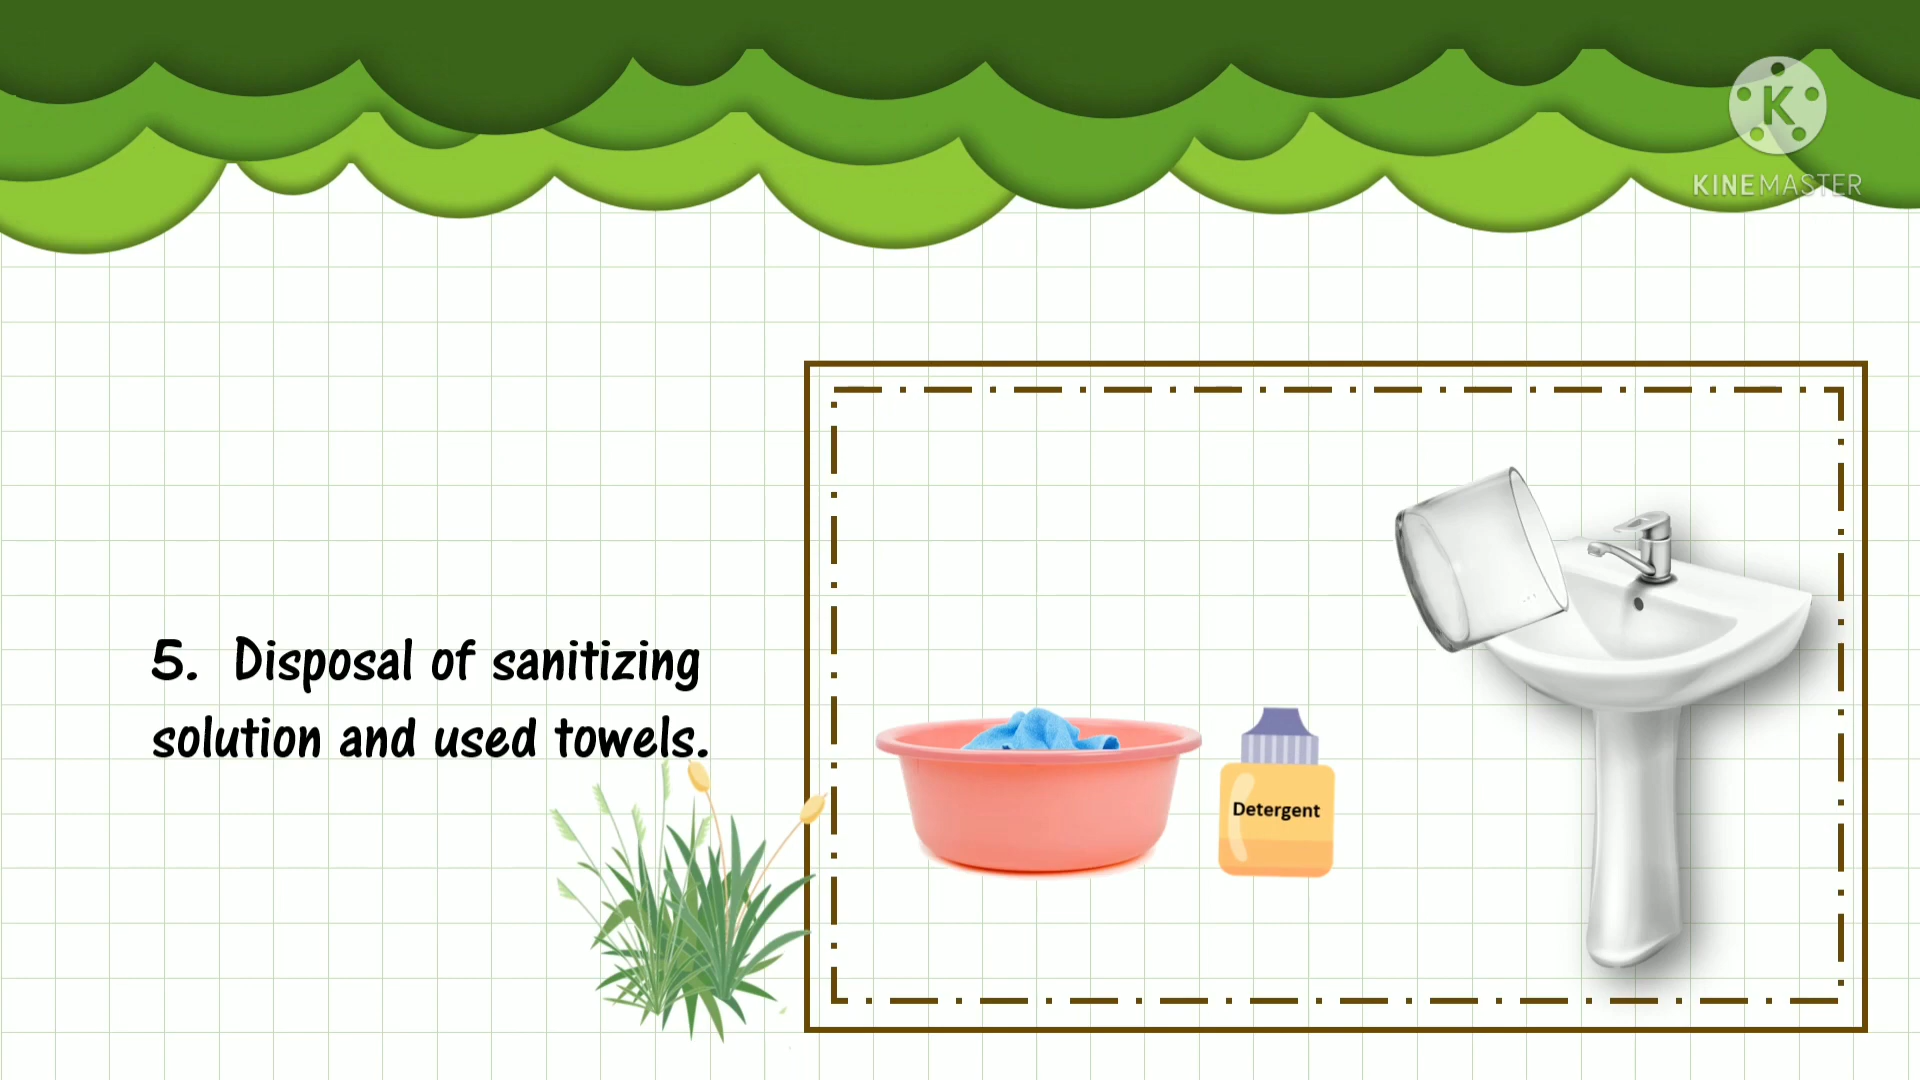 K
KINEMASTER
5. Disposal of sanitizing
solution and used towels.
Detergent